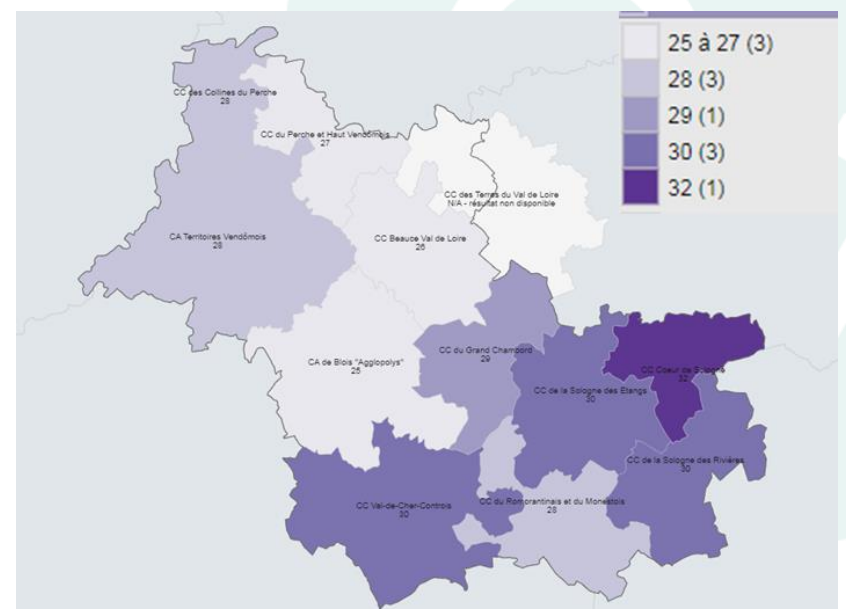 25 à 27 (3)
28 (3)
29 (1)
30 (3)
32 (1)
CC des Collines du Perche
28
CC du Perche et Haut Vendômois
27
CC des Terres du Val de Loire
N/A - résultat non disponible
CA Territoires Vendômois
28
CC Beauce Val de Loire
26
CA de Blois "Agglopolys"
25
CC du Grand Chambord
29
CC Coeur de Sologne
32
CC de la Sologne des Etangs
30
CC de la Sologne des Rivières
30
CC Val-de-Cher-Controis
30
CC du Romorantinais et du Monestois
28